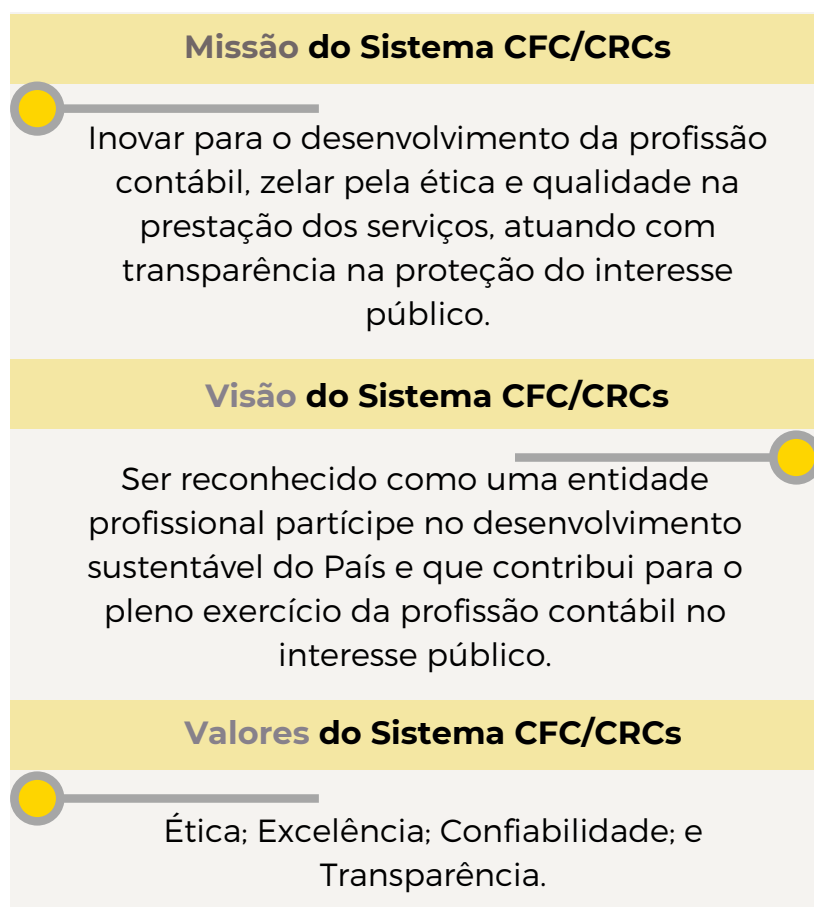 Missão do Sistema CFC/CRCs
Inovar para o desenvolvimento da profissão
contábil, zelar pela ética e qualidade na
prestação dos serviços, atuando com
transparência na proteção do interesse
público.
Visão do Sistema CFC/CRCs
Ser reconhecido como uma entidade
profissional partícipe no desenvolvimento
sustentável do País e que contribui para o
pleno exercício da profissão contábil no
interesse público.
Valores do Sistema CFC/CRCs
Ética; Excelência; Confiabilidade; e
Transparência.